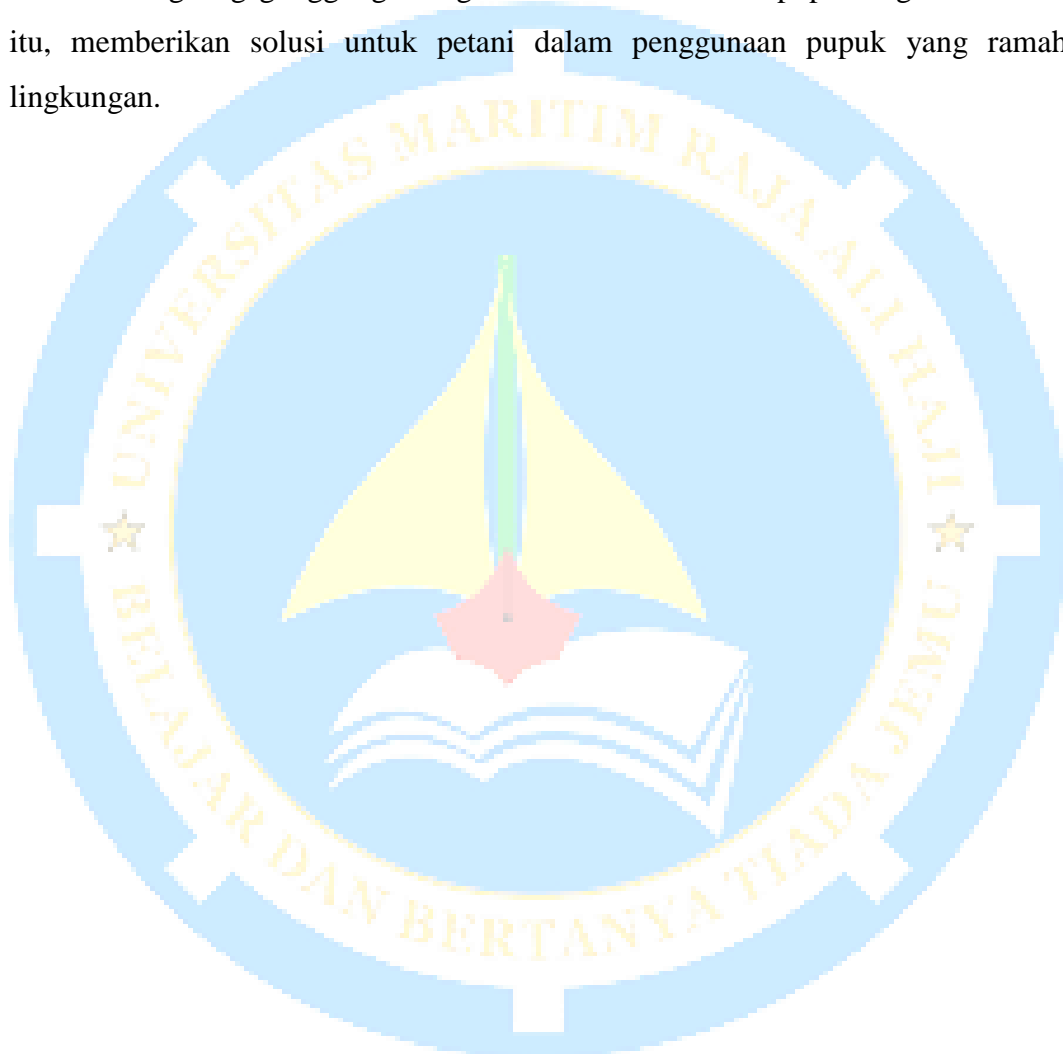 itu, memberikan solusi untuk petani dalam penggunaan pupuk yang ramah
lingkungan.
UNIVERSITAS MARITIM RAJA ALI HAJI
BELAJAR DAN BERTANYA TIADA JEMU